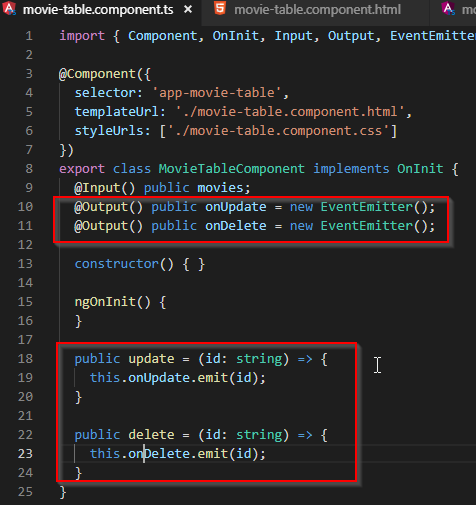 movie-table.component.ts × movie-table.component.html
1 import { Component, OnInit, Input, Output, EventEmitter
2
3 @Component({
4   selector: 'app-movie-table',
5   templateUrl: './movie-table.component.html',
6   styleUrls: ['./movie-table.component.css']
7 })
8 export class MovieTableComponent implements OnInit {
9   @Input() public movies;
10   @Output() public onUpdate = new EventEmitter();
11   @Output() public onDelete = new EventEmitter();
12
13   constructor() { }
14
15   ngOnInit() {
16   }
17
18   public update = (id: string) => {
19     this.onUpdate.emit(id);
20   }
21
22   public delete = (id: string) => {
23     this.onDelete.emit(id);
24   }
25 }